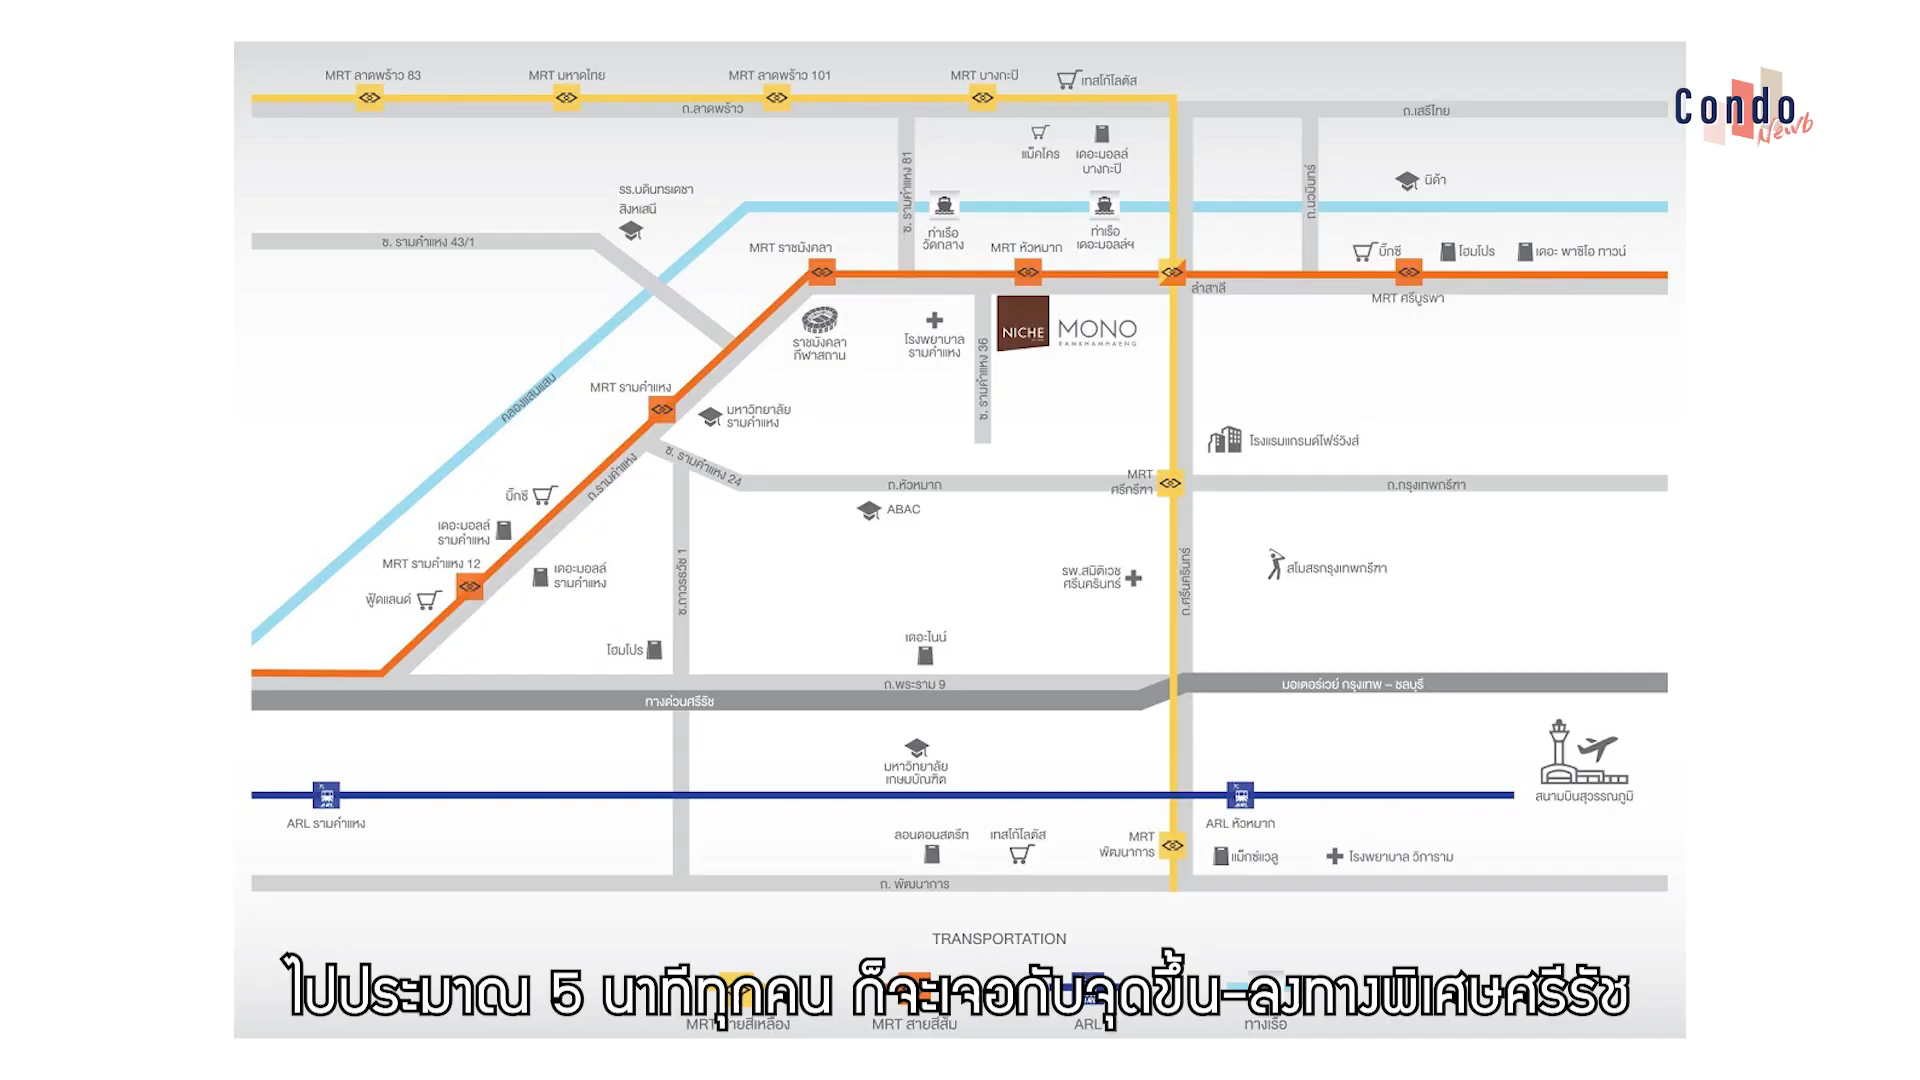 MRT ลาดพร้าว 83
MRT มหาดไทย
MRT ลาดพร้าว 101
MRT บางกะปิ
เทสโก้โลตัส
ถ.ลาดพร้าว
ถ.เสรีไทย
Condo
Newb
แม็คโคร
เดอะมอลล์
บางกะปิ
ซ. รามคำแหง 81
ถ.นวมินทร์
นิด้า
รร.บดินทรเดชา
สิงหเสนี
ซ. รามคำแหง 43/1
ท่าเรือ
วัดกลาง
ท่าเรือ
เดอะมอลล์ฯ
MRT ราชมังคลา
MRT หัวหมาก
บิ๊กซี
โฮมโปร
เดอะ พาซิโอ ทาวน์
ลำสาลี
MRT ศรีบูรพา
NICHE
MONO
RAMKHAMHAENG
ราชมังคลา
กีฬาสถาน
โรงพยาบาล
รามคำแหง
ซ. รามคำแหง 36
คลองแสนแสบ
MRT รามคำแหง
มหาวิทยาลัย
รามคำแหง
โรงแรมแกรนด์โฟร์วิงส์
ถ.รามคำแหง
ซ. รามคำแหง 24
ถ.หัวหมาก
MRT
ศรีกรีฑา
ถ.กรุงเทพกรีฑา
บิ๊กซี
ABAC
เดอะมอลล์
รามคำแหง
MRT รามคำแหง 12
เดอะมอลล์
รามคำแหง
ฟู้ดแลนด์
ซ.ถาวรธวัช 1
รพ.สมิติเวช
ศรีนครินทร์
ถ.ศรีนครินทร์
สโมสรกรุงเทพกรีฑา
โฮมโปร
เดอะไนน์
ถ.พระราม 9
ทางด่วนศรีรัช
มอเตอร์เวย์ กรุงเทพ – ชลบุรี
มหาวิทยาลัย
เกษมบัณฑิต
สนามบินสุวรรณภูมิ
ARL รามคำแหง
ARL หัวหมาก
ลอนดอนสตรีท
เทสโก้โลตัส
MRT
พัฒนาการ
แม็กซ์แวลู
โรงพยาบาล วิภาราม
ถ. พัฒนาการ
TRANSPORTATION
ไปประมาณ 5 นาทีทุกคน ก็จะเจอกับจุดขึ้น-ลงทางพิเศษศรีรัช
MRT สายสีเหลือง
MRT สายสีส้ม
ARL
ทางเรือ